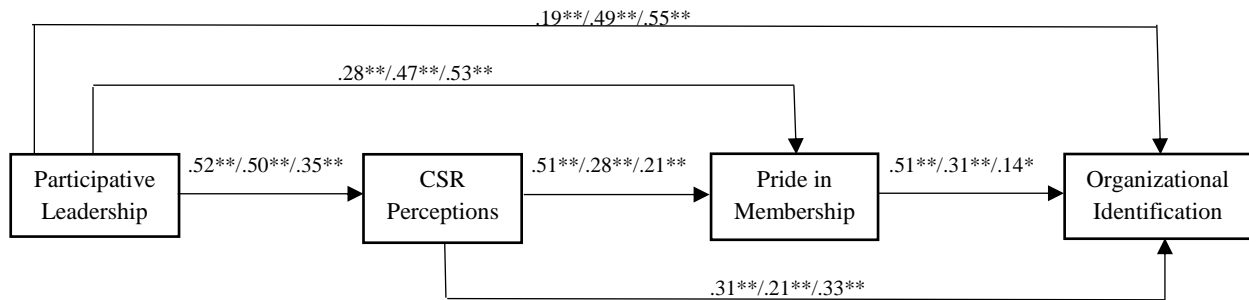 .19**/.49**/.55**
.28**/.47**/.53**
Participative
Leadership
.52**/.50**/.35**
CSR
Perceptions
.51**/.28**/.21**
Pride in
Membership
.51**/.31**/.14*
Organizational
Identification
.31**/.21**/.33**